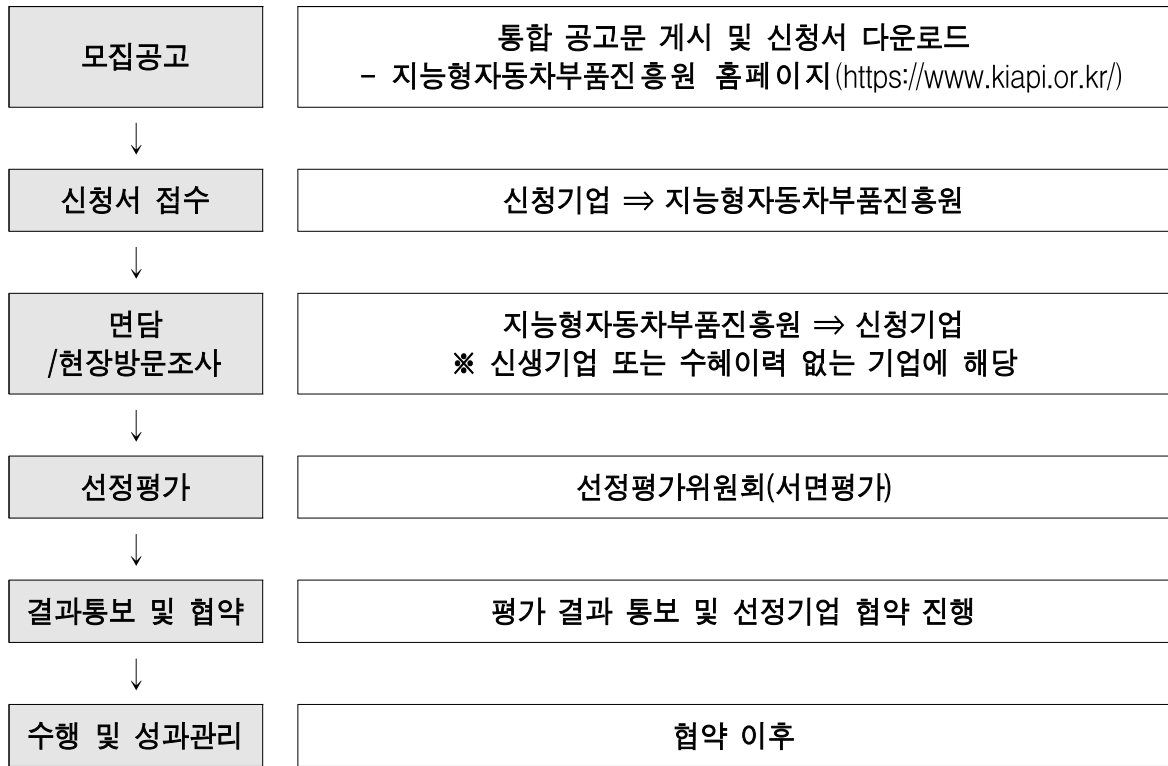 모집공고
통합 공고문 게시 및 신청서 다운로드
- 지능형자동차부품진흥원 홈페이지(https://www.kiapi.or.kr/)
↓
신청서 접수
신청기업 ⇒ 지능형자동차부품진흥원
↓
면담
/현장방문조사
지능형자동차부품진흥원 ⇒ 신청기업
※ 신생기업 또는 수혜이력 없는 기업에 해당
↓
선정평가
선정평가위원회(서면평가)
↓
결과통보 및 협약
평가 결과 통보 및 선정기업 협약 진행
↓
수행 및 성과관리
협약 이후